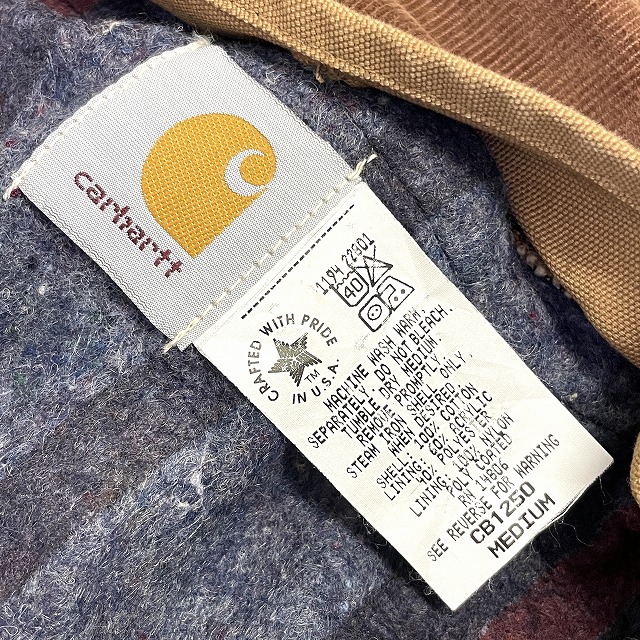 carhartt
1194 22301
40
CRAFTED WITH PRIDE
TM
IN U.S.A.
MACHINE WASH WARM
SEPARATELY. DO NOT BLEACH.
TUMBLE DRY MEDIUM.
REMOVE PROMPTLY ONLY.
STEAM IRON SHELL
WHEN DESIRED.
SHELL: 100% COTTON
LINING: 60% ACRYLIC
40% POLYESTER
LINING: 100% NYLON
POLY COATED
RN 14806
SEE REVERSE FOR WARNING
CB1250
MEDIUM